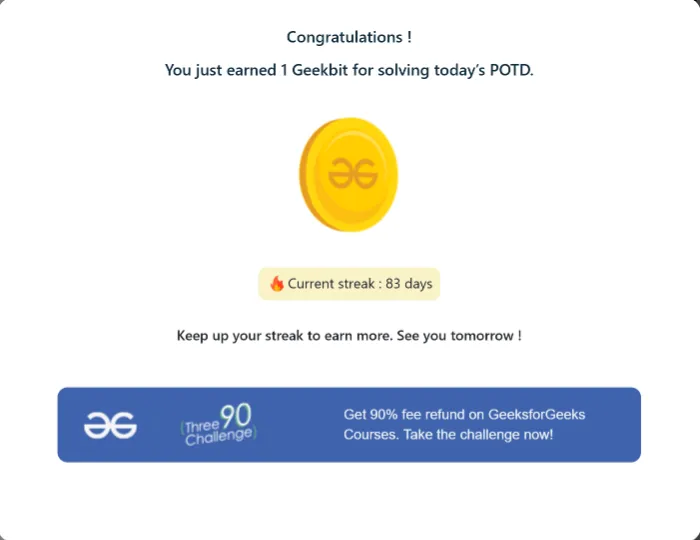 Congratulations !
You just earned 1 Geekbit for solving today's POTD.
🔥 Current streak : 83 days
Keep up your streak to earn more. See you tomorrow !
Three 90
Challenge
Get 90% fee refund on GeeksforGeeks
Courses. Take the challenge now!